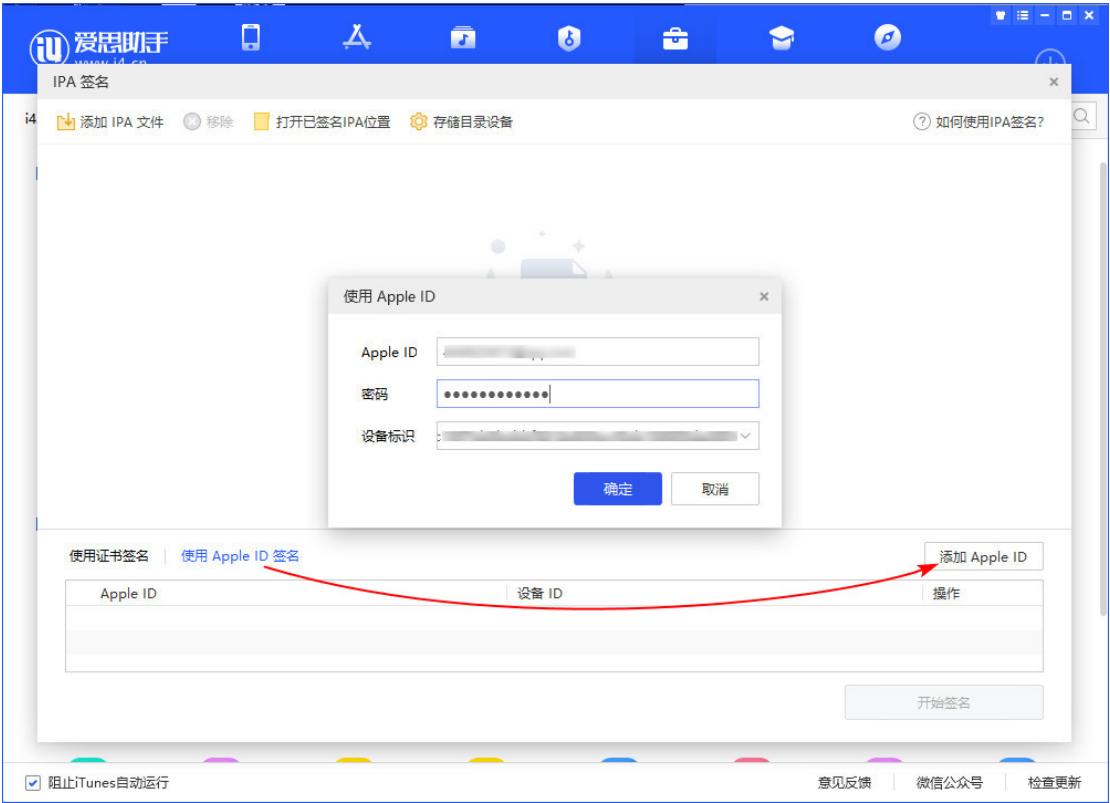 爱思助手
www.i4.cn
IPA 签名
i4
添加 IPA 文件 移除 打开已签名IPA位置 存储目录设备 如何使用IPA签名?
使用 Apple ID
Apple ID
密码
设备标识
确定 取消
使用证书签名 使用 Apple ID 签名 添加 Apple ID
Apple ID 设备 ID 操作
开始签名
阻止iTunes自动运行 意见反馈 微信公众号 检查更新